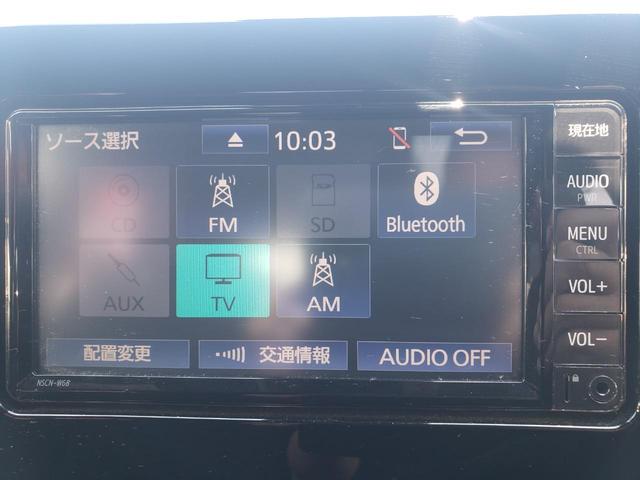 ソース選択 10:03
現在地
CD FM SD Bluetooth
AUDIO
PWR
MENU
CTRL
AUX TV AM
VOL+
配置変更 交通情報 AUDIO OFF
VOL-
NSCN-W68